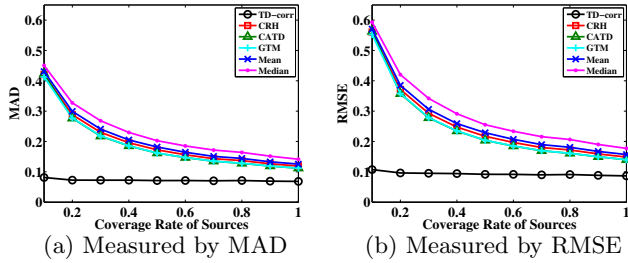 TD-corr
CRH
CATD
GTM
Mean
Median
0.6
0.5
0.4
0.3
0.2
0.1
0
MAD
0.2 0.4 0.6 0.8 1
Coverage Rate of Sources
(a) Measured by MAD
TD-corr
CRH
CATD
GTM
Mean
Median
0.6
0.5
0.4
0.3
0.2
0.1
0
RMSE
0.2 0.4 0.6 0.8 1
Coverage Rate of Sources
(b) Measured by RMSE